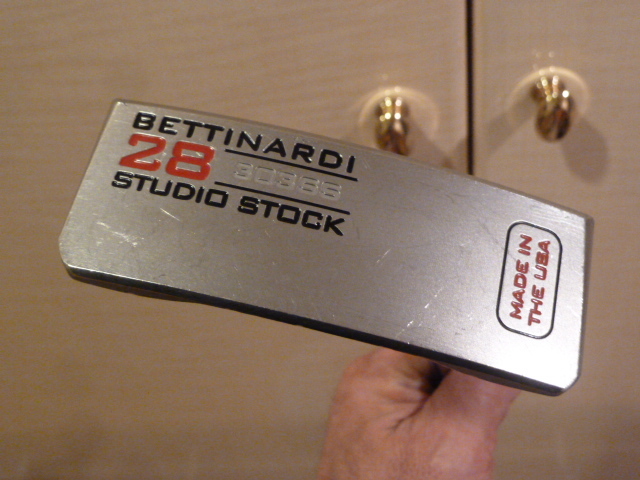 BETTINARDI
28
STUDIO STOCK
MADE IN
THE USA